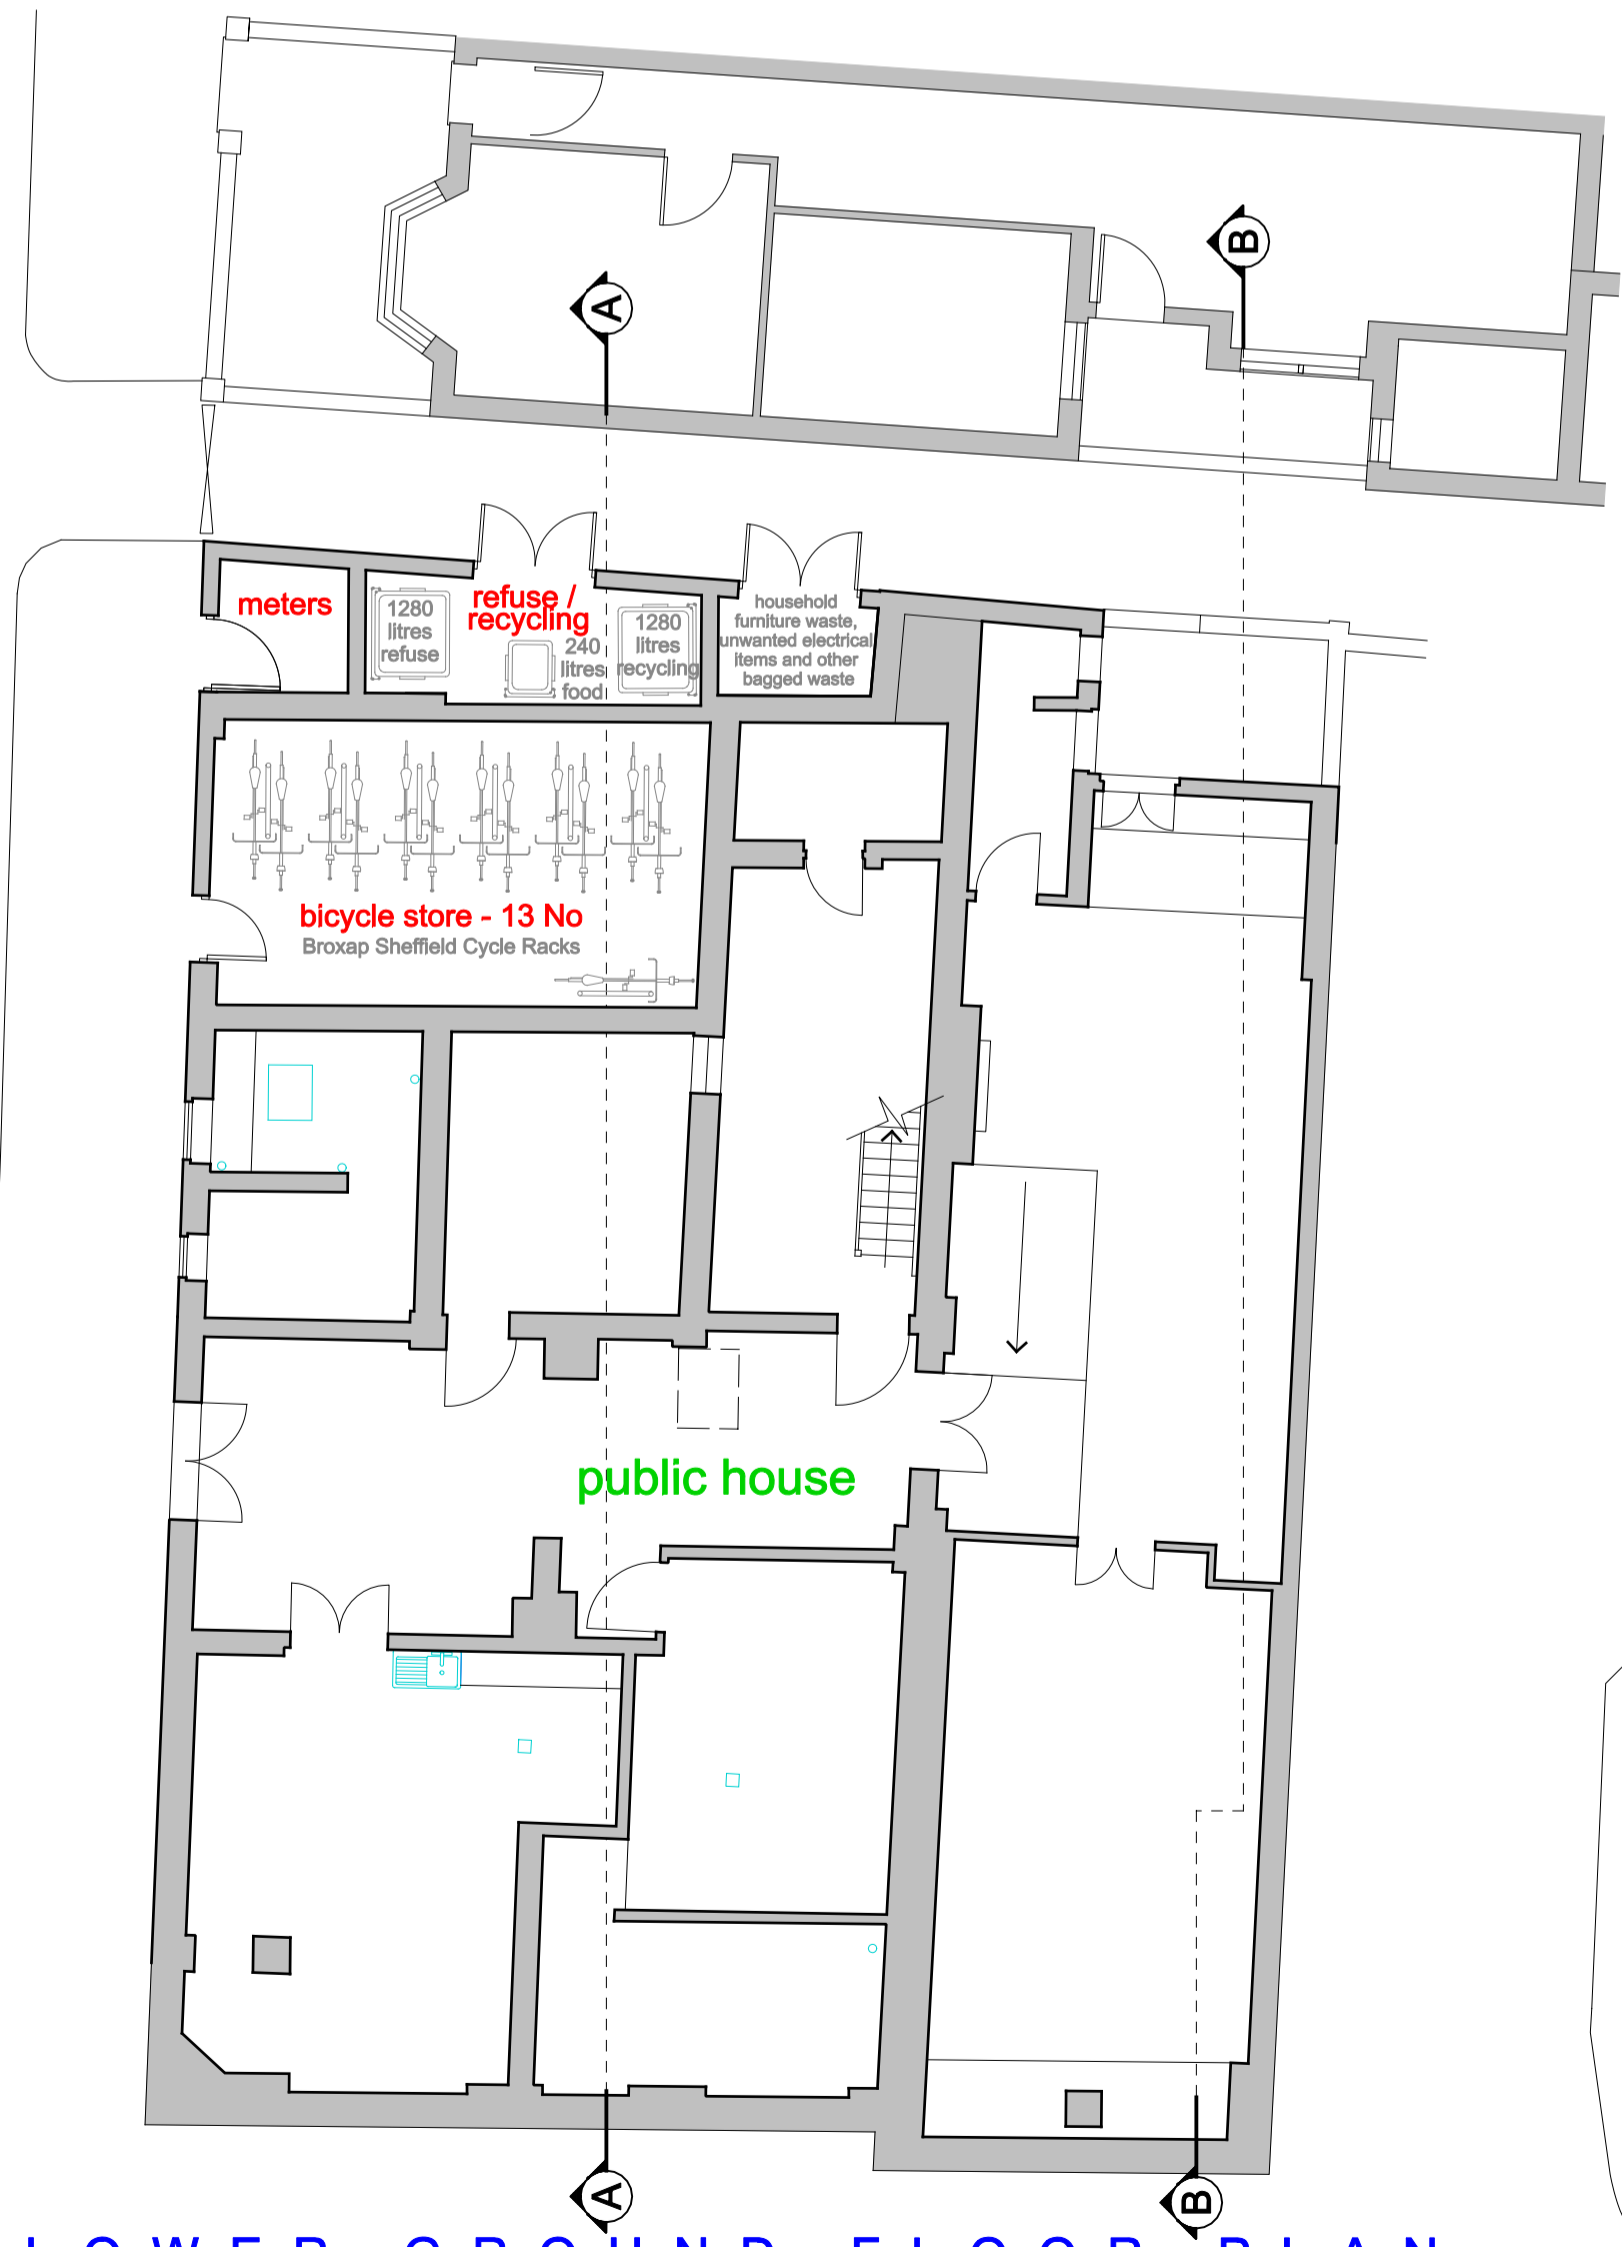 B
A
meters
refuse /
recycling
1280
litres
refuse
240
litres
food
1280
litres
recycling
household
furniture waste,
unwanted electrical
items and other
bagged waste
bicycle store - 13 No
Broxap Sheffield Cycle Racks
public house
A
B
LOWER GROUND FLOOR PLAN